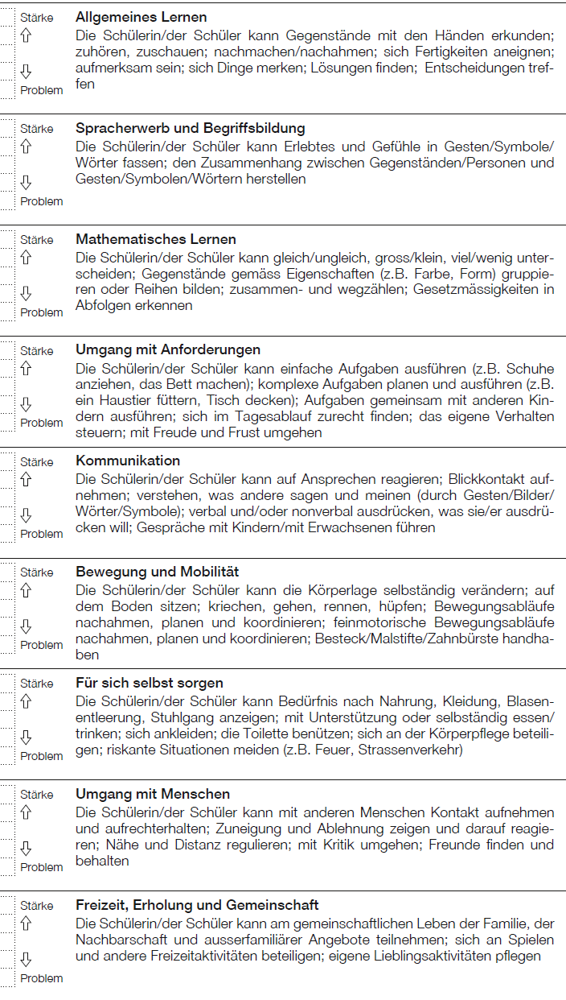 Stärke
Allgemeines Lernen
Die Schülerin/der Schüler kann Gegenstände mit den Händen erkunden;
zuhören, zuschauen; nachmachen/nachahmen; sich Fertigkeiten aneignen;
aufmerksam sein; sich Dinge merken; Lösungen finden; Entscheidungen tref-
fen
Problem
Stärke
Spracherwerb und Begriffsbildung
Die Schülerin/der Schüler kann Erlebtes und Gefühle in Gesten/Symbole/
Wörter fassen; den Zusammenhang zwischen Gegenständen/Personen und
Gesten/Symbolen/Wörtern herstellen
Problem
Stärke
Mathematisches Lernen
Die Schülerin/der Schüler kann gleich/ungleich, gross/klein, viel/wenig unter-
scheiden; Gegenstände gemäss Eigenschaften (z.B. Farbe, Form) gruppie-
ren oder Reihen bilden; zusammen- und wegzählen; Gesetzmässigkeiten in
Abfolgen erkennen
Problem
Stärke
Umgang mit Anforderungen
Die Schülerin/der Schüler kann einfache Aufgaben ausführen (z.B. Schuhe
anziehen, das Bett machen); komplexe Aufgaben planen und ausführen (z.B.
ein Haustier füttern, Tisch decken); Aufgaben gemeinsam mit anderen Kin-
dern ausführen; sich im Tagesablauf zurecht finden; das eigene Verhalten
steuern; mit Freude und Frust umgehen
Problem
Stärke
Kommunikation
Die Schülerin/der Schüler kann auf Ansprechen reagieren; Blickkontakt auf-
nehmen; verstehen, was andere sagen und meinen (durch Gesten/Bilder/
Wörter/Symbole); verbal und/oder nonverbal ausdrücken, was sie/er ausdrü-
cken will; Gespräche mit Kindern/mit Erwachsenen führen
Problem
Stärke
Bewegung und Mobilität
Die Schülerin/der Schüler kann die Körperlage selbständig verändern; auf
dem Boden sitzen; kriechen, gehen, rennen, hüpfen; Bewegungsabläufe
nachahmen, planen und koordinieren; feinmotorische Bewegungsabläufe
nachahmen, planen und koordinieren; Besteck/Malstifte/Zahnbürste handha-
ben
Problem
Stärke
Für sich selbst sorgen
Die Schülerin/der Schüler kann Bedürfnis nach Nahrung, Kleidung, Blasen-
entleerung, Stuhlgang anzeigen; mit Unterstützung oder selbständig essen/
trinken; sich ankleiden; die Toilette benützen; sich an der Körperpflege beteili-
gen; riskante Situationen meiden (z.B. Feuer, Strassenverkehr)
Problem
Stärke
Umgang mit Menschen
Die Schülerin/der Schüler kann mit anderen Menschen Kontakt aufnehmen
und aufrechterhalten; Zuneigung und Ablehnung zeigen und darauf reagie-
ren; Nähe und Distanz regulieren; mit Kritik umgehen; Freunde finden und
behalten
Problem
Stärke
Freizeit, Erholung und Gemeinschaft
Die Schülerin/der Schüler kann am gemeinschaftlichen Leben der Familie, der
Nachbarschaft und ausserfamiliärer Angebote teilnehmen; sich an Spielen
und andere Freizeitaktivitäten beteiligen; eigene Lieblingsaktivitäten pflegen
Problem